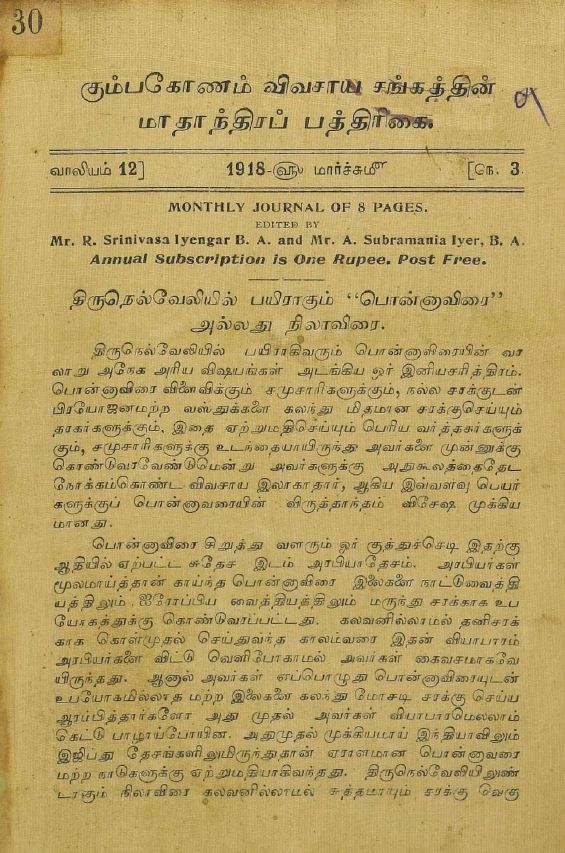 30
கும்பகோணம் விவசாய சங்கத்தின்
மாதாந்திரப் பத்திரிகை.
வாலியம் 12] 1918-௵ மார்ச்சு௴ [நெ. 3.
MONTHLY JOURNAL OF 8 PAGES.
EDITED BY
Mr. R. Srinivasa Iyengar B. A. and Mr. A. Subramania Iyer, B. A.
Annual Subscription is One Rupee. Post Free.
திருநெல்வேலியில் பயிராகும் “பொன்னாவிரை”
அல்லது நிலாவிரை.
திருநெல்வேலியில் பயிராகிவரும் பொன்னாவிரையின் வர
லாறு அநேக அரிய விஷயங்கள் அடங்கிய ஓர் இனியசரித்திரம்.
பொன்னாவிரை விளைவிக்கும் சமுசாரிகளுக்கும், நல்ல சரக்குடன்
பிரயோஜனமற்ற வஸ்துக்களை கலந்து மிதமான சரக்குசெய்யும்
தரகர்களுக்கும், இதை ஏற்றுமதிசெய்யும் பெரிய வர்த்தகர்களுக்
கும், சமுசாரிகளுக்கு உடந்தையாயிருந்து அவர்களை முன்னுக்கு
கொண்டுவரவேண்டுமென்று அவர்களுக்கு அநுகூலத்தைதேட
நோக்கங்கொண்ட விவசாய இலாகாதார், ஆகிய இவ்வளவு பெயர்
களுக்குப் பொன்னாவரையின் விருத்தாந்தம் விசேஷ முக்கிய
மானது.
பொன்னாவிரை சிறுத்து வளரும் ஓர் குத்துச்செடி இதற்கு
ஆதியில் ஏற்பட்ட சுதேச இடம் அரபியாதேசம். அரபியர்கள்
மூலமாய்த்தான் காய்ந்த பொன்னாவிரை இலைகளை நாட்டுவைத்தி
யத்திலும் ஐரோப்பிய வைத்தியத்திலும் மருந்து சரக்காக உப
யோகத்துக்கு கொண்டுவரப்பட்டது. கலவனில்லாமல் தனிசரக்
காக கொள்முதல் செய்துவந்த காலம்வரை இதன் வியாபாரம்
அரபியர்களை விட்டு வெளிபோகாமல் அவர்கள் கைவசமாகவே
யிருந்தது. ஆனால் அவர்கள் எப்பொழுது பொன்னாவிரையுடன்
உபயோகமில்லாத மற்ற இலைகளை கலந்து மோசடி சரக்கு செய்ய
ஆரம்பித்தார்களோ அது முதல் அவர்கள் வியாபாரமெலலாம்
கெட்டு பாழாய்போயின. அதுமுதல் முக்கியமாய் இந்தியாவிலும்
இஜிப்து தேசங்களிலுமிருந்துதான் ஏராளமான பொன்னாவரை
மற்ற நாடுகளுக்கு ஏற்றுமதியாகிவந்தது. திருநெல்வேலியிலுண்
டாகும் நிலாவிரை கலவனில்லாமல் சுத்தமாயும் சரக்கு வெகு